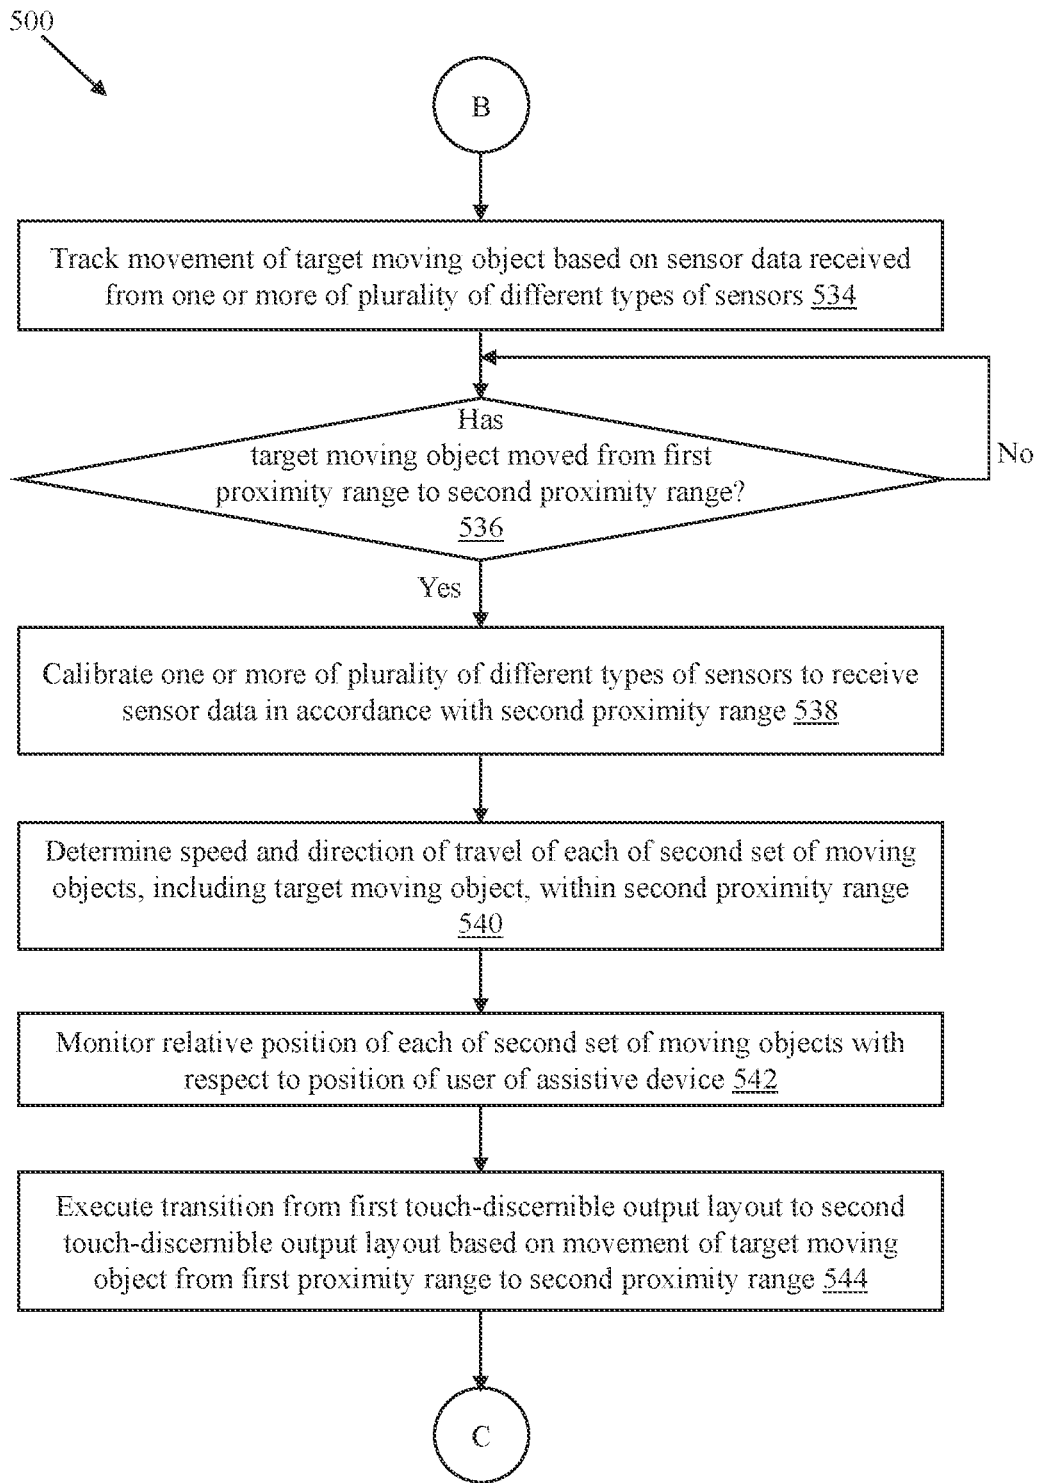 500
B
Track movement of target moving object based on sensor data received
from one or more of plurality of different types of sensors 534
Has
target moving object moved from first
proximity range to second proximity range?
536
No
Yes
Calibrate one or more of plurality of different types of sensors to receive
sensor data in accordance with second proximity range 538
Determine speed and direction of travel of each of second set of moving
objects, including target moving object, within second proximity range
540
Monitor relative position of each of second set of moving objects with
respect to position of user of assistive device 542
Execute transition from first touch-discernible output layout to second
touch-discernible output layout based on movement of target moving
object from first proximity range to second proximity range 544
C